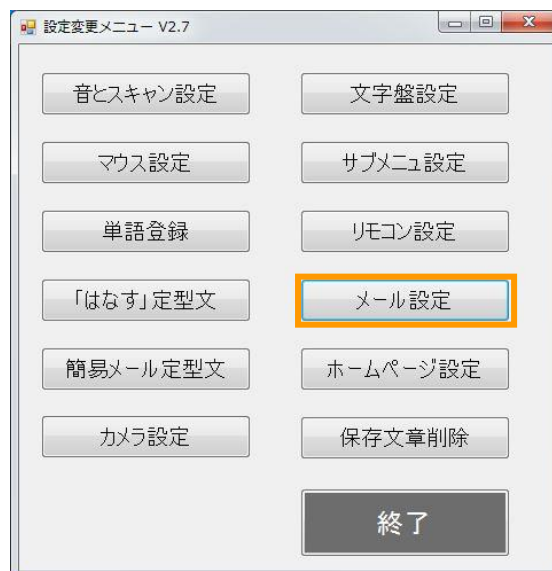 設定変更メニュー V2.7
音とスキャン設定
文字盤設定
マウス設定
サブメニュ設定
単語登録
リモコン設定
「はなす」定型文
メール設定
簡易メール定型文
ホームページ設定
カメラ設定
保存文章削除
終了